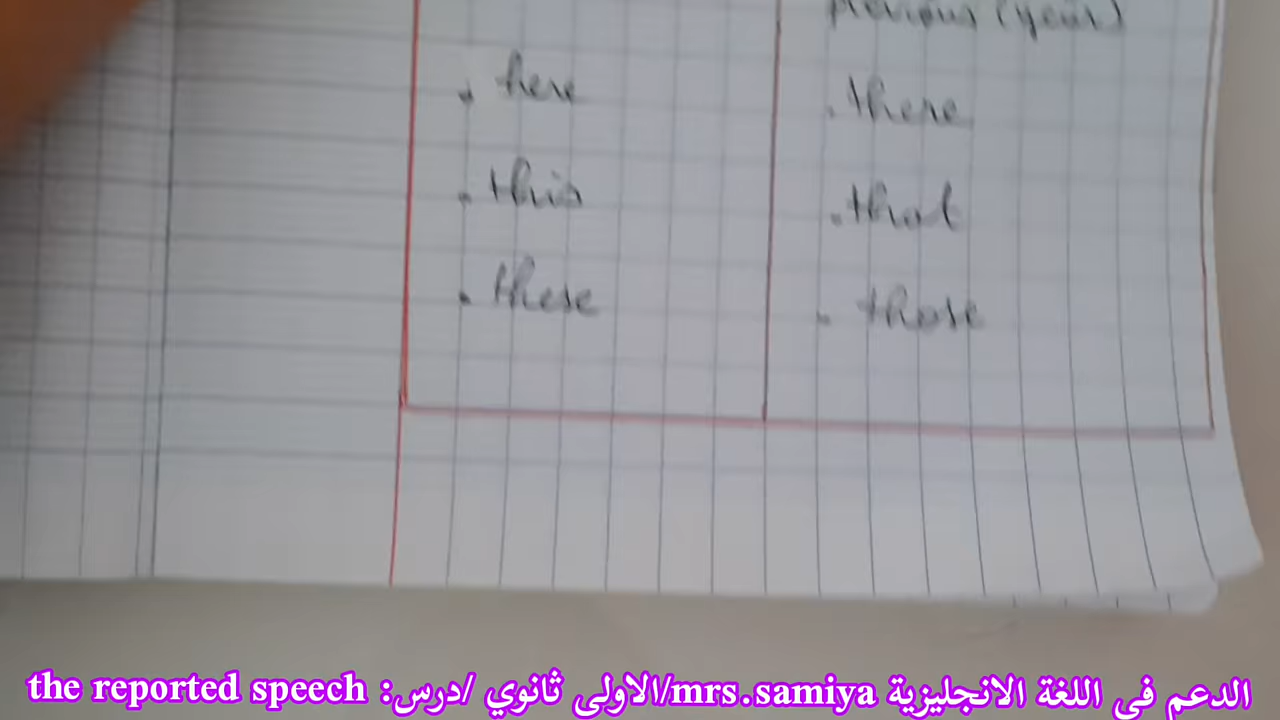 previous (year)
. here
. there
. this
. that
. these
. those
الدعم في اللغة الانجليزية mrs.samiya/الاولى ثانوي /درس: the reported speech